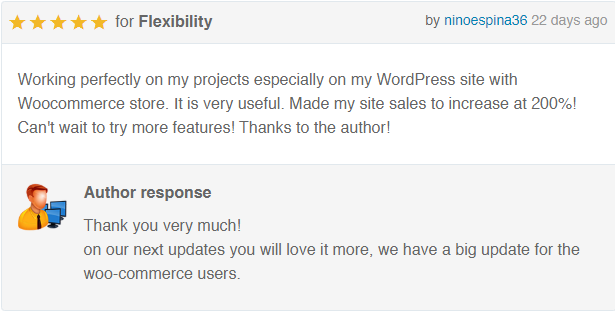 for Flexibility
by ninoespina36 22 days ago
Working perfectly on my projects especially on my WordPress site with
Woocommerce store. It is very useful. Made my site sales to increase at 200%!
Can't wait to try more features! Thanks to the author!
Author response
Thank you very much!
on our next updates you will love it more, we have a big update for the
woo-commerce users.